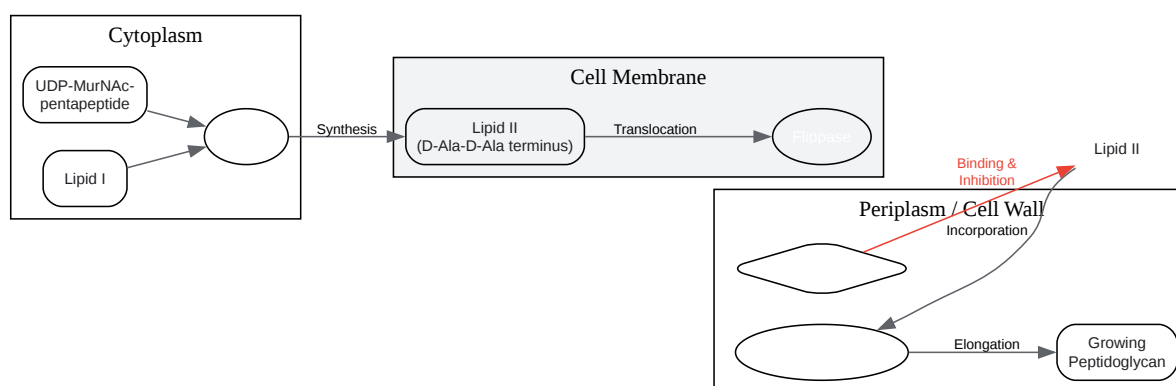 Cytoplasm
UDP-MurNAc-
pentapeptide
Lipid I
Synthesis
Cell Membrane
Lipid II
(D-Ala-D-Ala terminus)
Translocation
Flippase
Lipid II
Binding &
Inhibition
Periplasm / Cell Wall
Incorporation
Elongation
Growing
Peptidoglycan